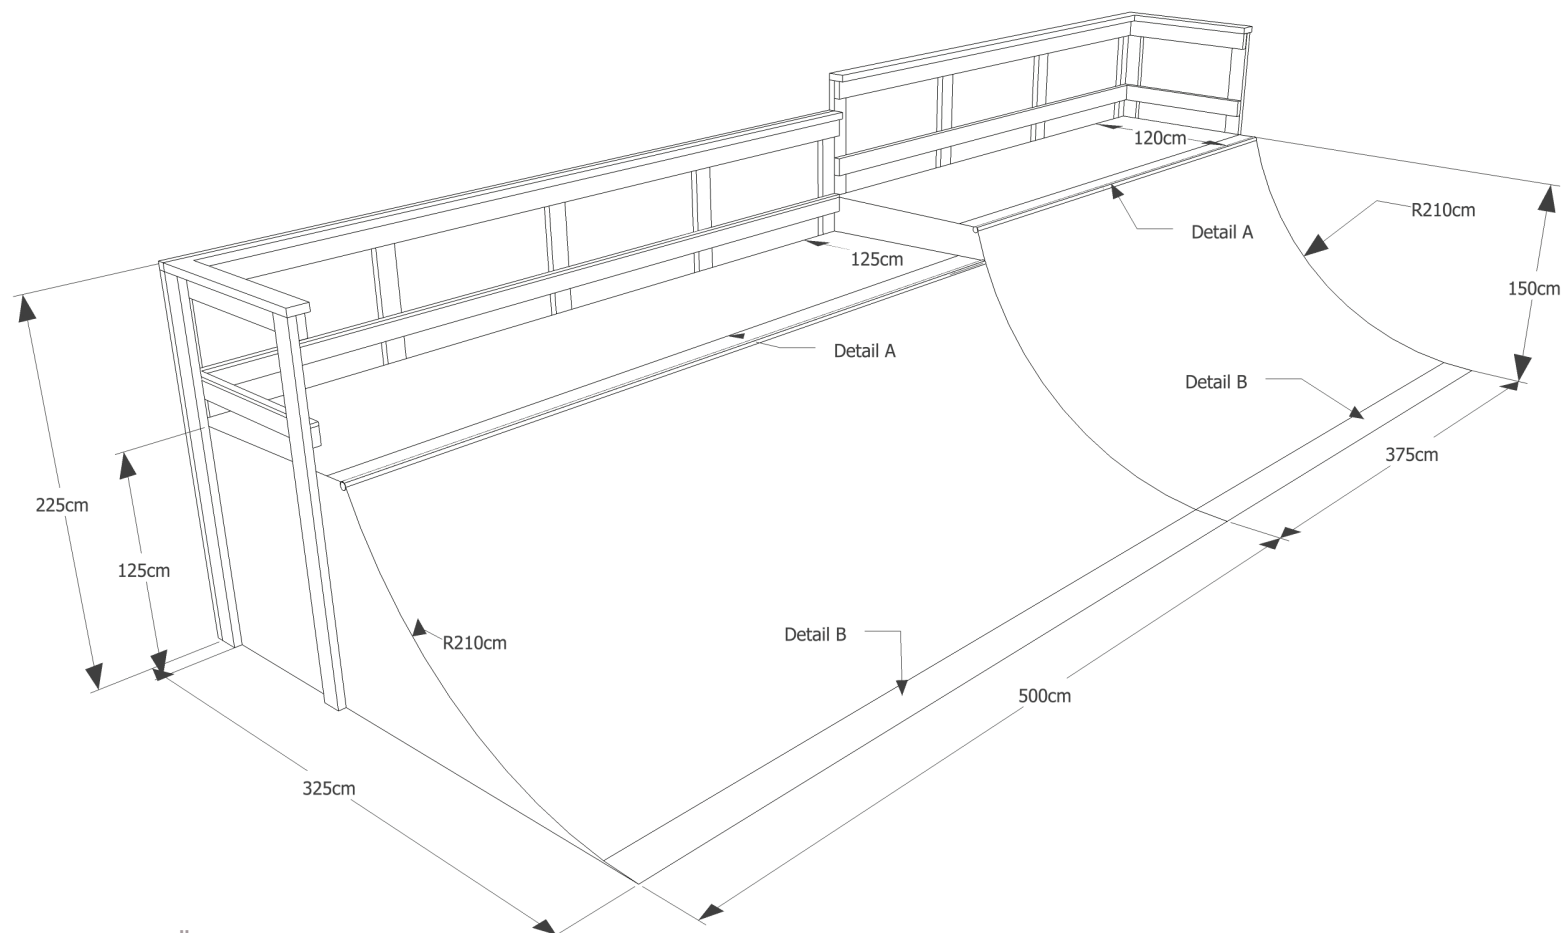 120cm
R210cm
Detail A
125cm
150cm
Detail A
Detail B
375cm
225cm
125cm
Detail B
R210cm
500cm
325cm